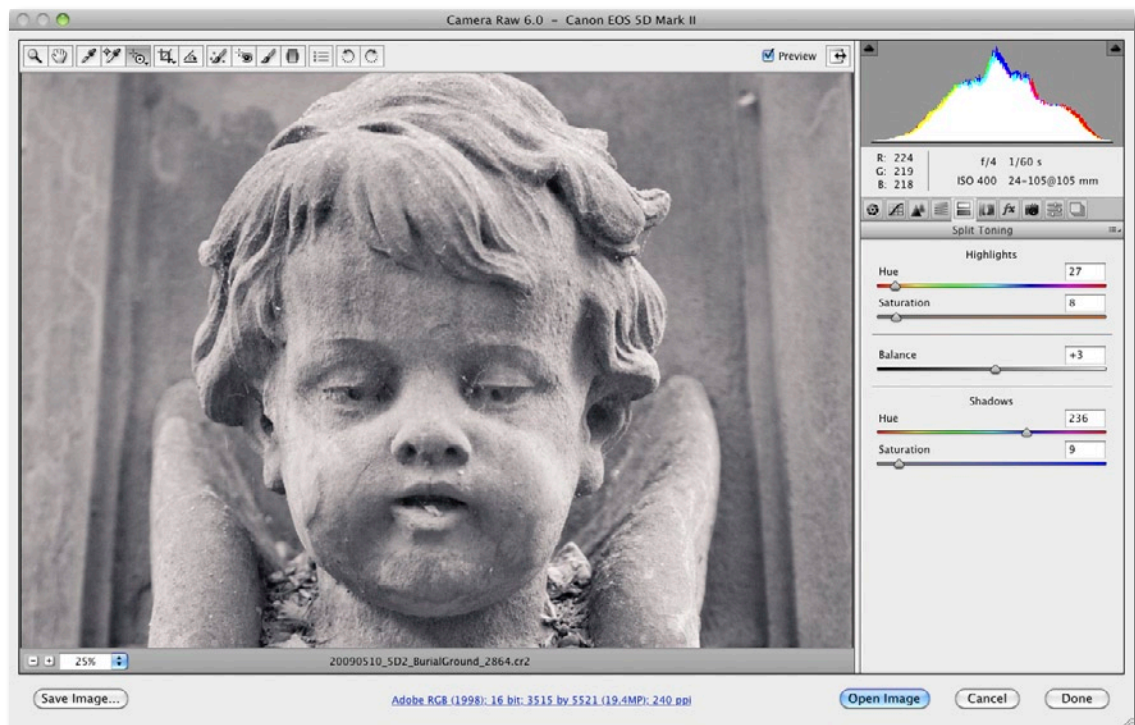 Camera Raw 6.0 – Canon EOS 5D Mark II
Preview
R: 224
G: 219
B: 218
f/4 1/60 s
ISO 400 24–105@105 mm
fx
Split Toning
Highlights
Hue 27
Saturation 8
Balance +3
Shadows
Hue 236
Saturation 9
25% 20090510_5D2_BurialGround_2864.cr2
Save Image... Adobe RGB (1998); 16 bit; 3515 by 5521 (19.4MP); 240 ppi Open Image Cancel Done